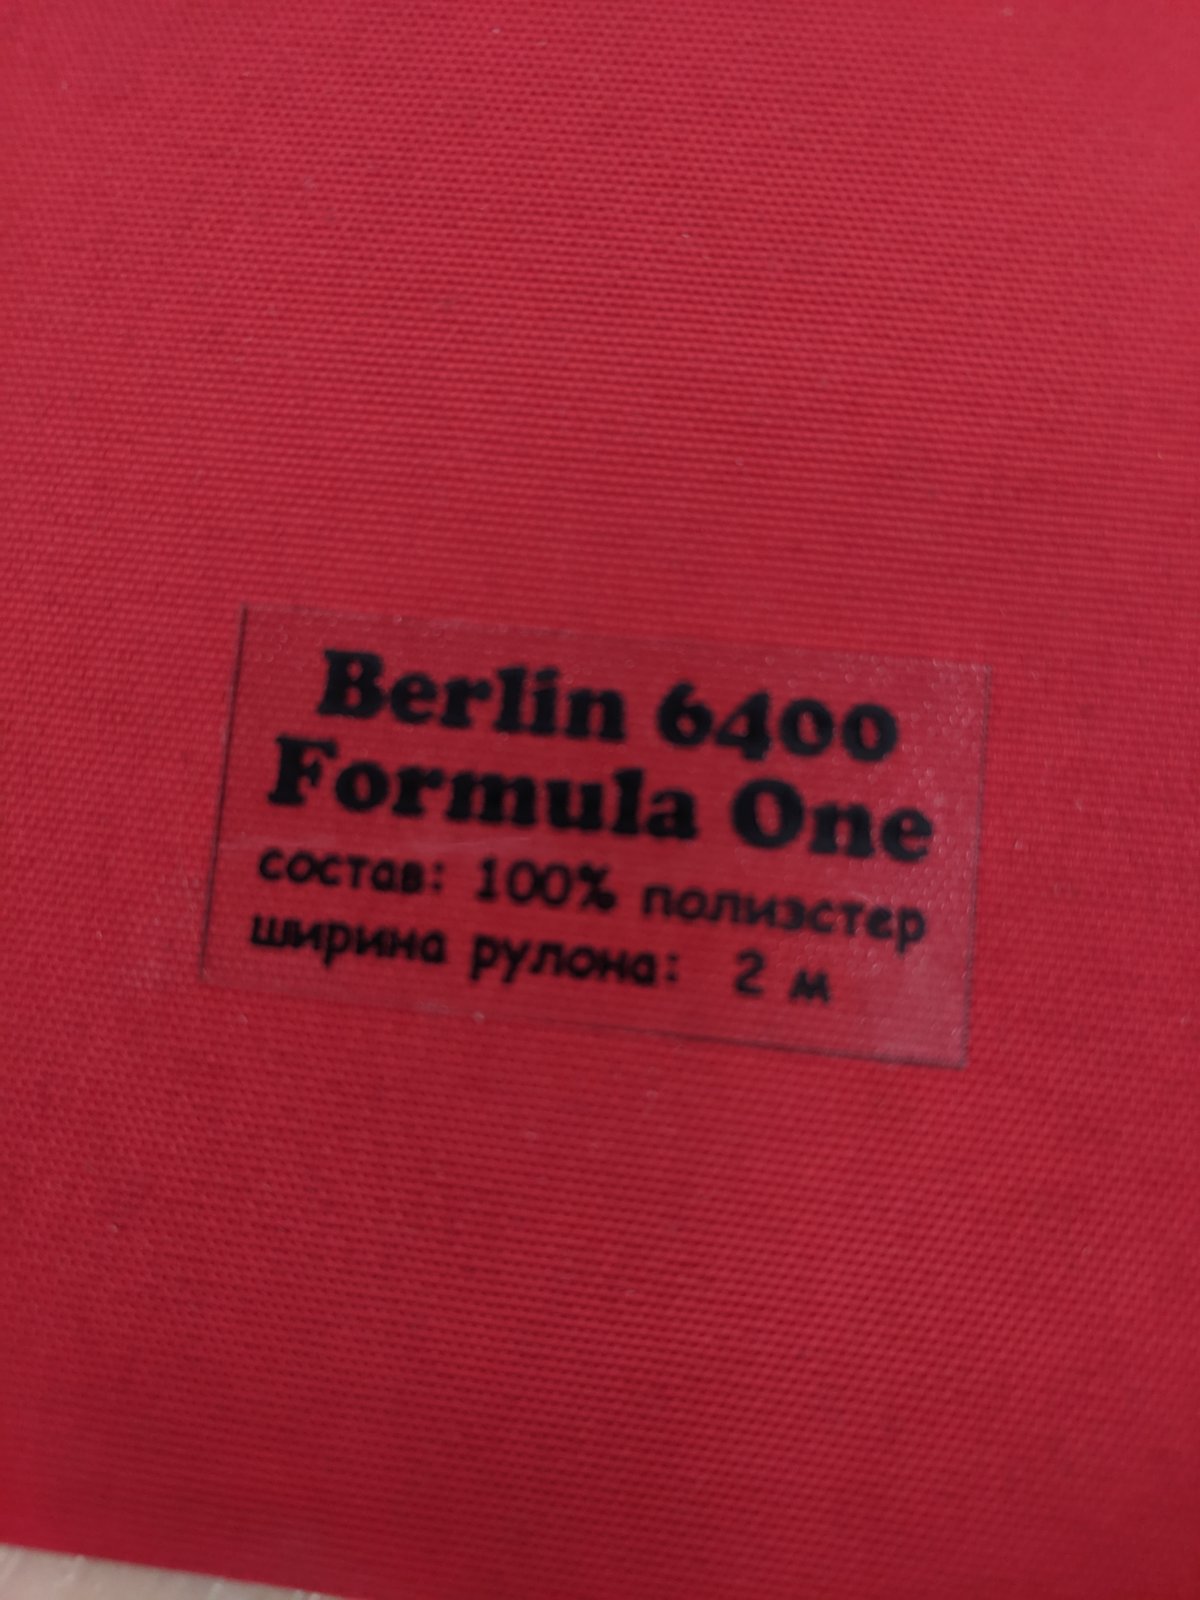 Berlin 6400
Formula One
состав: 100% полиэстер
ширина рулона: 2 м